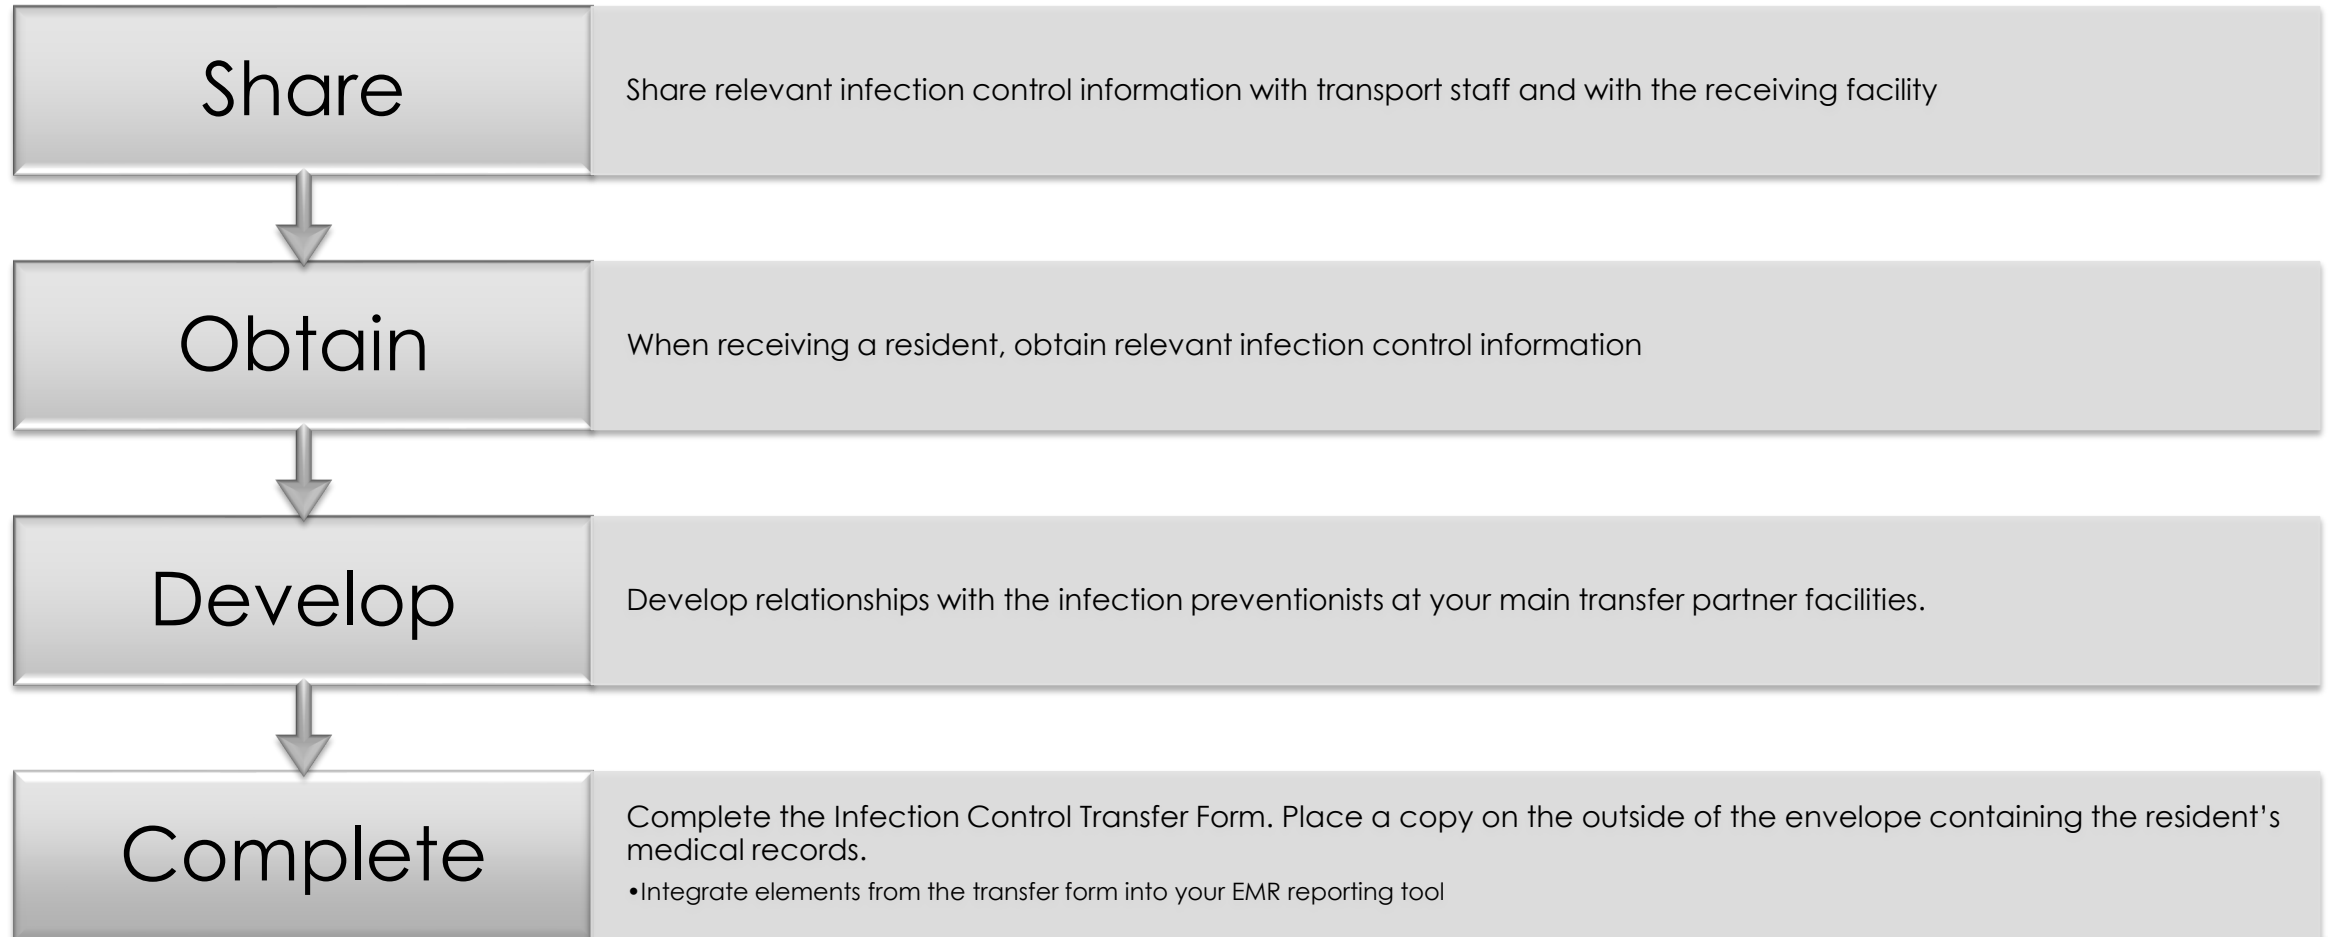 Share
Share relevant infection control information with transport staff and with the receiving facility
Obtain
When receiving a resident, obtain relevant infection control information
Develop
Develop relationships with the infection preventionists at your main transfer partner facilities.
Complete
Complete the Infection Control Transfer Form. Place a copy on the outside of the envelope containing the resident’s
medical records.
•Integrate elements from the transfer form into your EMR reporting tool